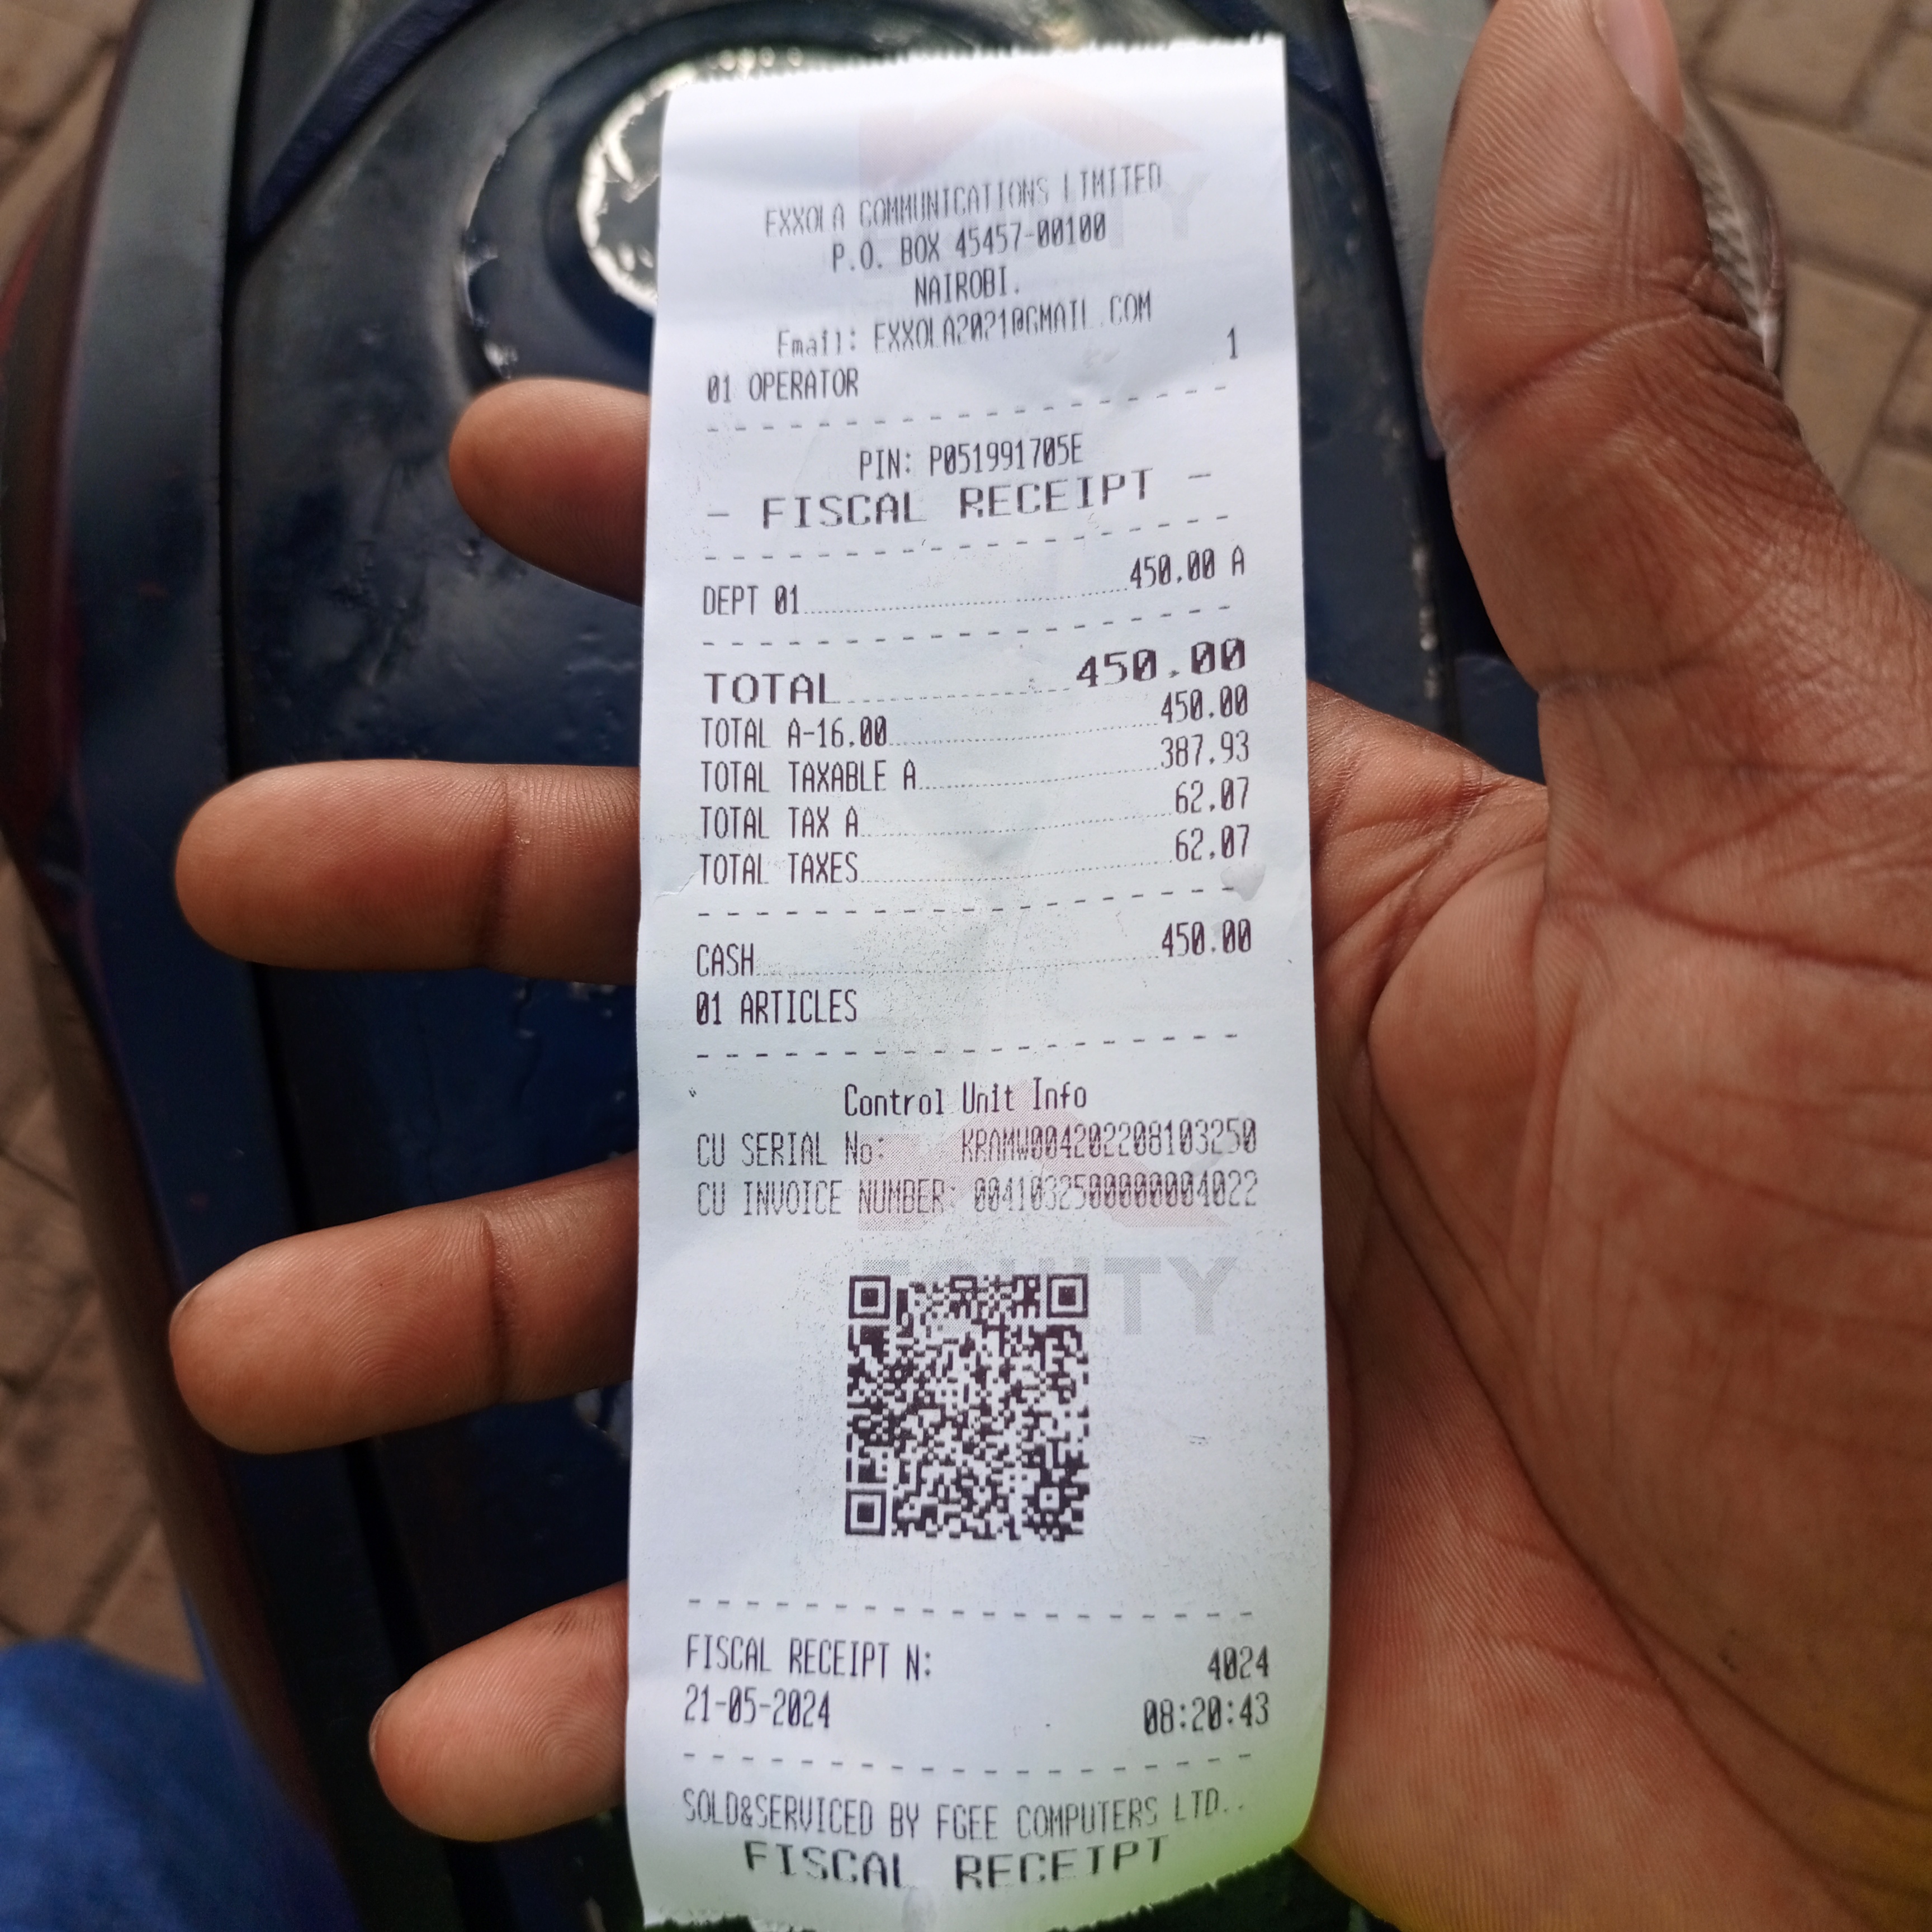 EXXOLA COMMUNICATIONS LIMITED
P.O. BOX 45457-00100
NAIROBI.
Email: EXXOLA2021@GMAIL.COM
1
01 OPERATOR
PIN: P051991705E
- FISCAL RECEIPT -
DEPT 01 450.00 A
TOTAL 450.00
TOTAL A-16.00 450.00
TOTAL TAXABLE A 387.93
TOTAL TAX A 62.07
TOTAL TAXES 62.07
CASH 450.00
01 ARTICLES
Control Unit Info
CU SERIAL No: KRAMW004202208103250
CU INVOICE NUMBER: 0041032500000004022
EQUITY
FISCAL RECEIPT N: 4024
21-05-2024 08:20:43
SOLD&SERVICED BY FGEE COMPUTERS LTD..
FISCAL RECEIPT